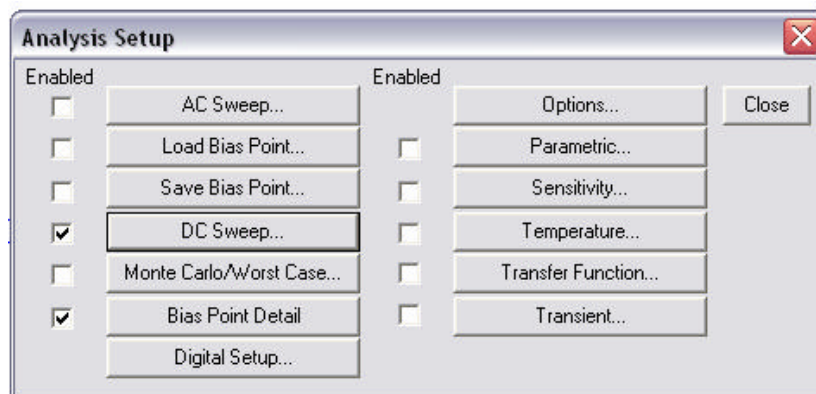 Analysis Setup
Enabled
Enabled
AC Sweep...
Options...
Close
Load Bias Point...
Parametric...
Save Bias Point...
Sensitivity...
DC Sweep...
Temperature...
Monte Carlo/Worst Case...
Transfer Function...
Bias Point Detail
Transient...
Digital Setup...